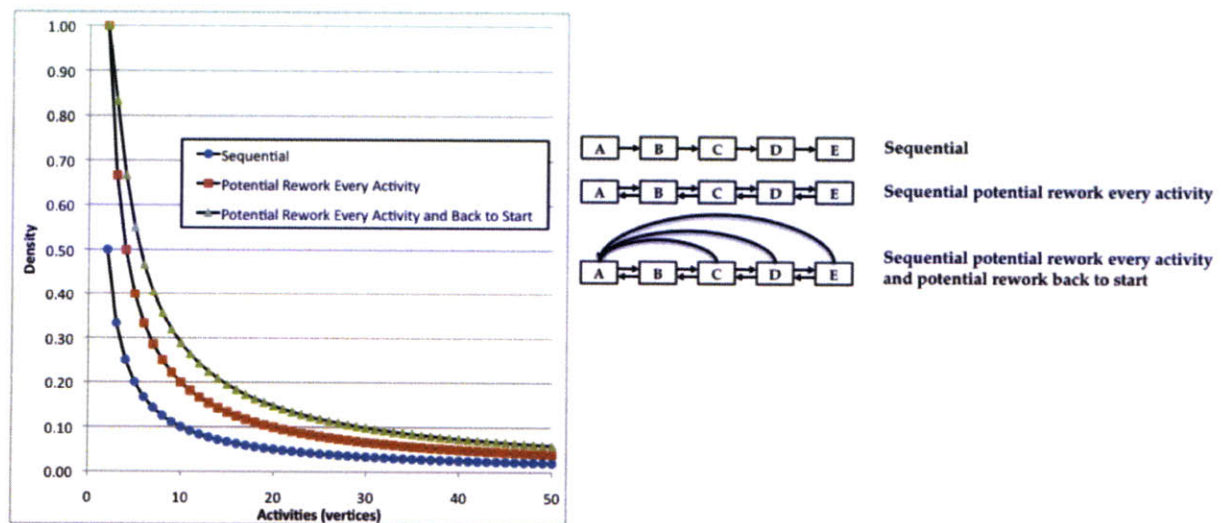 1.00
0.90
0.80
0.70
0.60
0.50
0.40
0.30
0.20
0.10
0.00
Density
Sequential
Potential Rework Every Activity
Potential Rework Every Activity and Back to Start
0 10 20 30 40 50
Activities (vertices)
A B C D E Sequential
A B C D E Sequential potential rework every activity
A B C D E Sequential potential rework every activity
and potential rework back to start